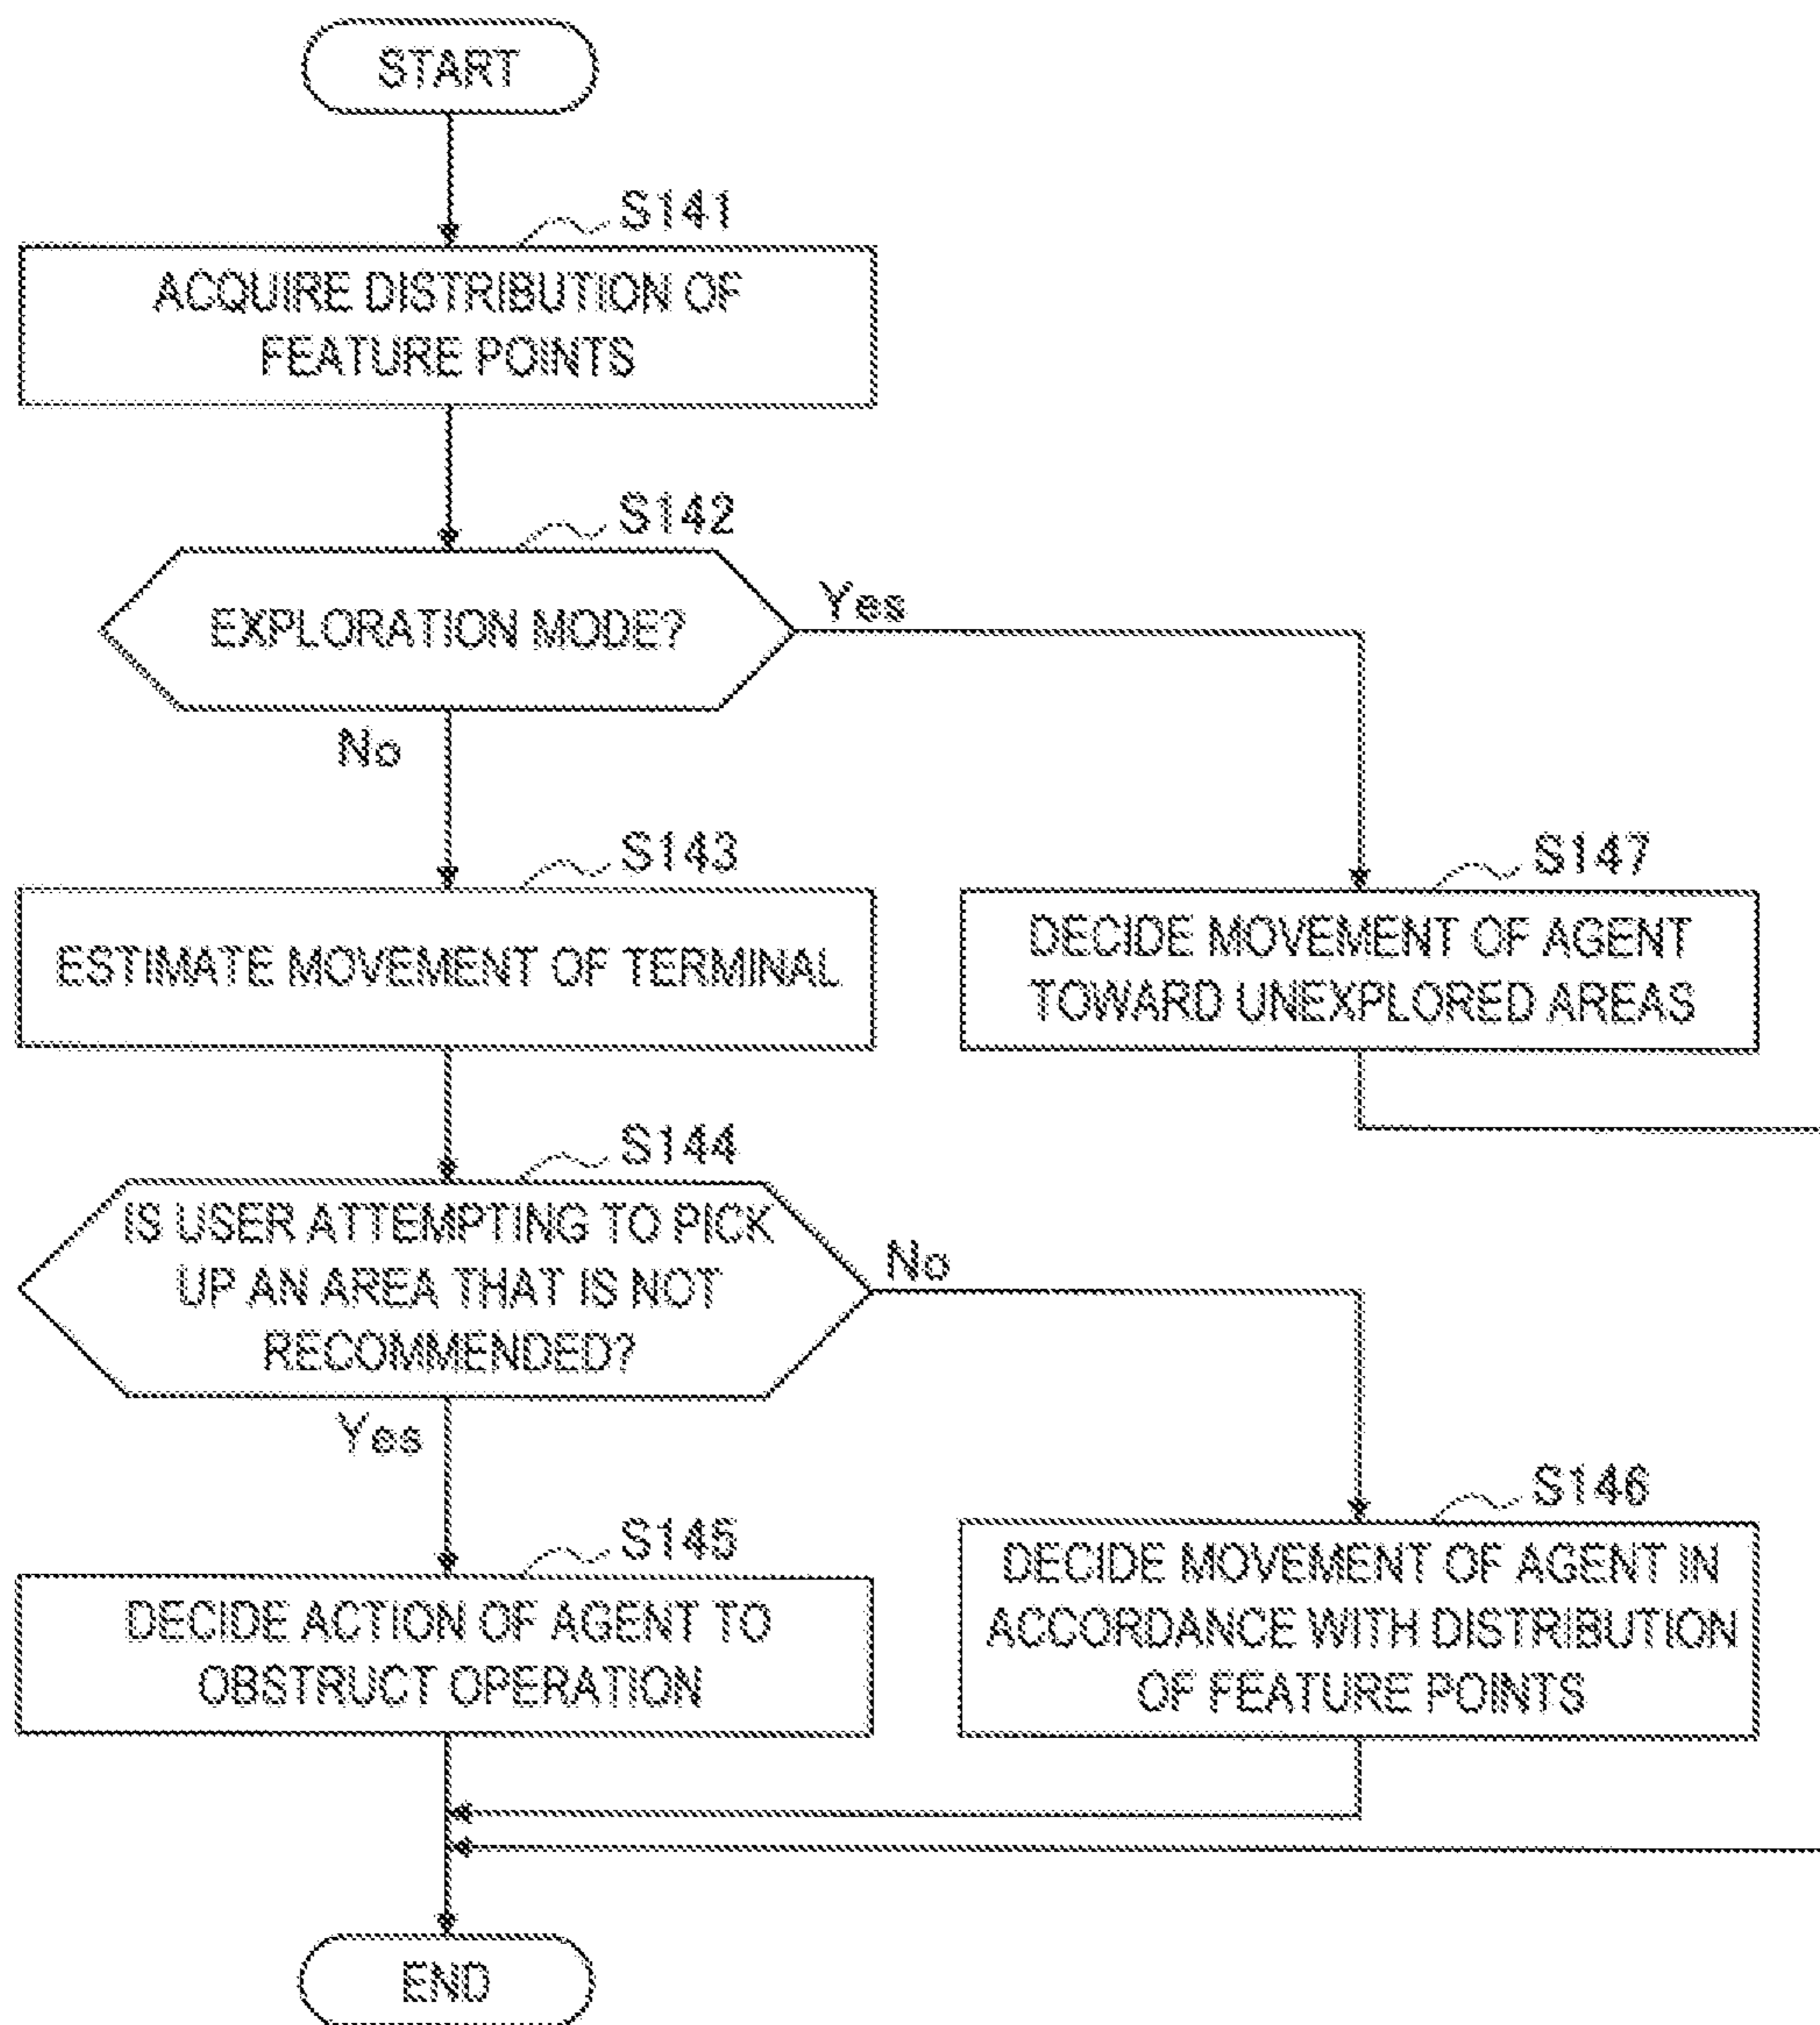 START
S141
ACQUIRE DISTRIBUTION OF
FEATURE POINTS
S142
EXPLORATION MODE?
Yes
No
S143
ESTIMATE MOVEMENT OF TERMINAL
S147
DECIDE MOVEMENT OF AGENT
TOWARD UNEXPLORED AREAS
S144
IS USER ATTEMPTING TO PICK
UP AN AREA THAT IS NOT
RECOMMENDED?
No
Yes
S145
DECIDE ACTION OF AGENT TO
OBSTRUCT OPERATION
S146
DECIDE MOVEMENT OF AGENT IN
ACCORDANCE WITH DISTRIBUTION
OF FEATURE POINTS
END